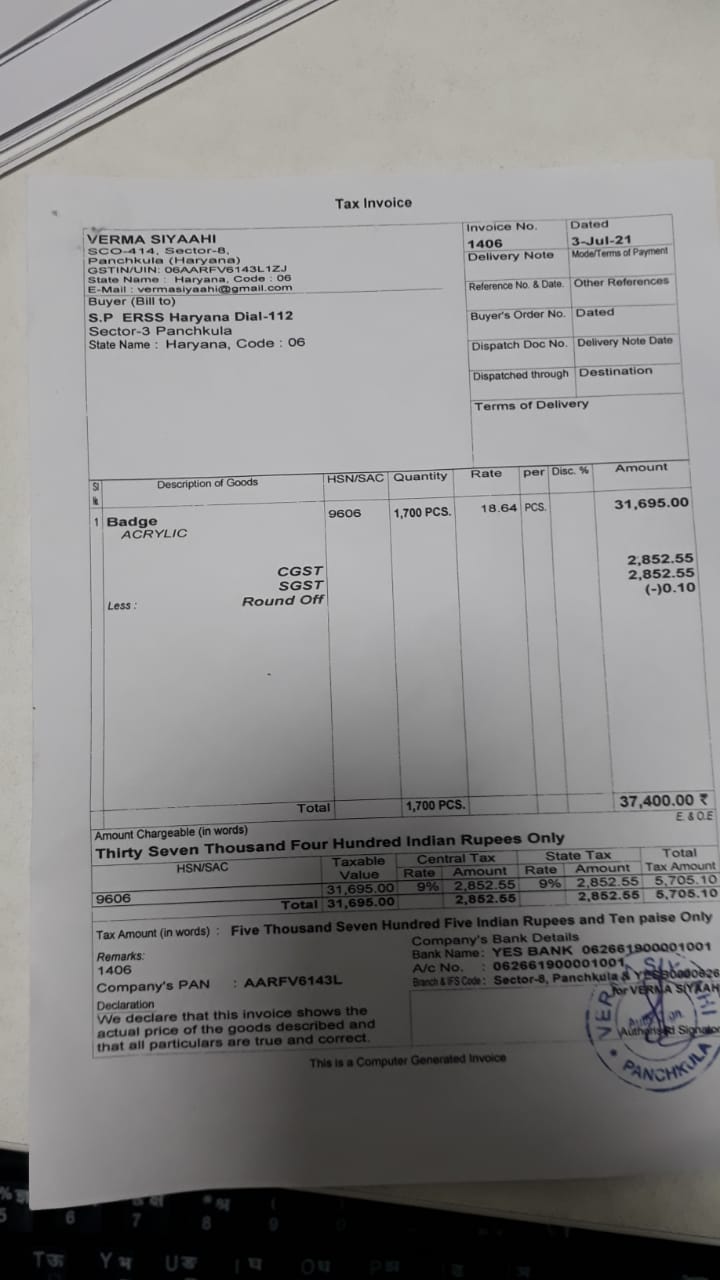 Tax Invoice
VERMA SIYAAHI
SCO-414, Sector-8,
Panchkula (Haryana)
GSTIN/UIN: 06AARFV6143L1ZJ
State Name : Haryana, Code : 06
E-Mail : vermasiyaahi@gmail.com
Buyer (Bill to)
S.P ERSS Haryana Dial-112
Sector-3 Panchkula
State Name : Haryana, Code : 06
Invoice No. Dated
1406 3-Jul-21
Delivery Note Mode/Terms of Payment
Reference No. & Date. Other References
Buyer's Order No. Dated
Dispatch Doc No. Delivery Note Date
Dispatched through Destination
Terms of Delivery
Sl Description of Goods HSN/SAC Quantity Rate per Disc. % Amount
No.
1 Badge 9606 1,700 PCS. 18.64 PCS. 31,695.00
ACRYLIC
CGST 2,852.55
SGST 2,852.55
Less : Round Off (-)0.10
Total 1,700 PCS. 37,400.00 ₹
Amount Chargeable (in words) E. & O.E
Thirty Seven Thousand Four Hundred Indian Rupees Only
HSN/SAC Taxable Central Tax State Tax Total
Value Rate Amount Rate Amount Tax Amount
9606 31,695.00 9% 2,852.55 9% 2,852.55 5,705.10
Total 31,695.00 2,852.55 2,852.55 5,705.10
Tax Amount (in words) : Five Thousand Seven Hundred Five Indian Rupees and Ten paise Only
Company's Bank Details
Remarks: Bank Name : YES BANK 062661900001001
1406 A/c No. : 062661900001001
Company's PAN : AARFV6143L Branch & IFS Code : Sector-8, Panchkula &
Declaration for VERMA SIYAAH
We declare that this invoice shows the
actual price of the goods described and
that all particulars are true and correct.
Authorised Signato
PANCHKULA
This is a Computer Generated Invoice
5 6 7 8 9
T Y U I O